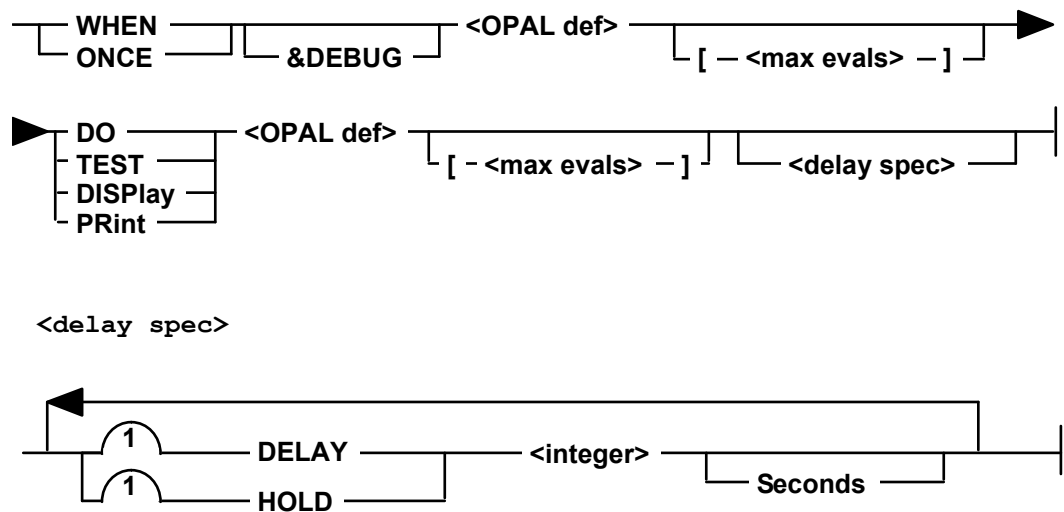 WHEN <OPAL def>
ONCE &DEBUG [ <max evals> ]
DO <OPAL def>
TEST [ <max evals> ] <delay spec>
DISPlay
PRint
<delay spec>
1 DELAY <integer>
1 HOLD Seconds